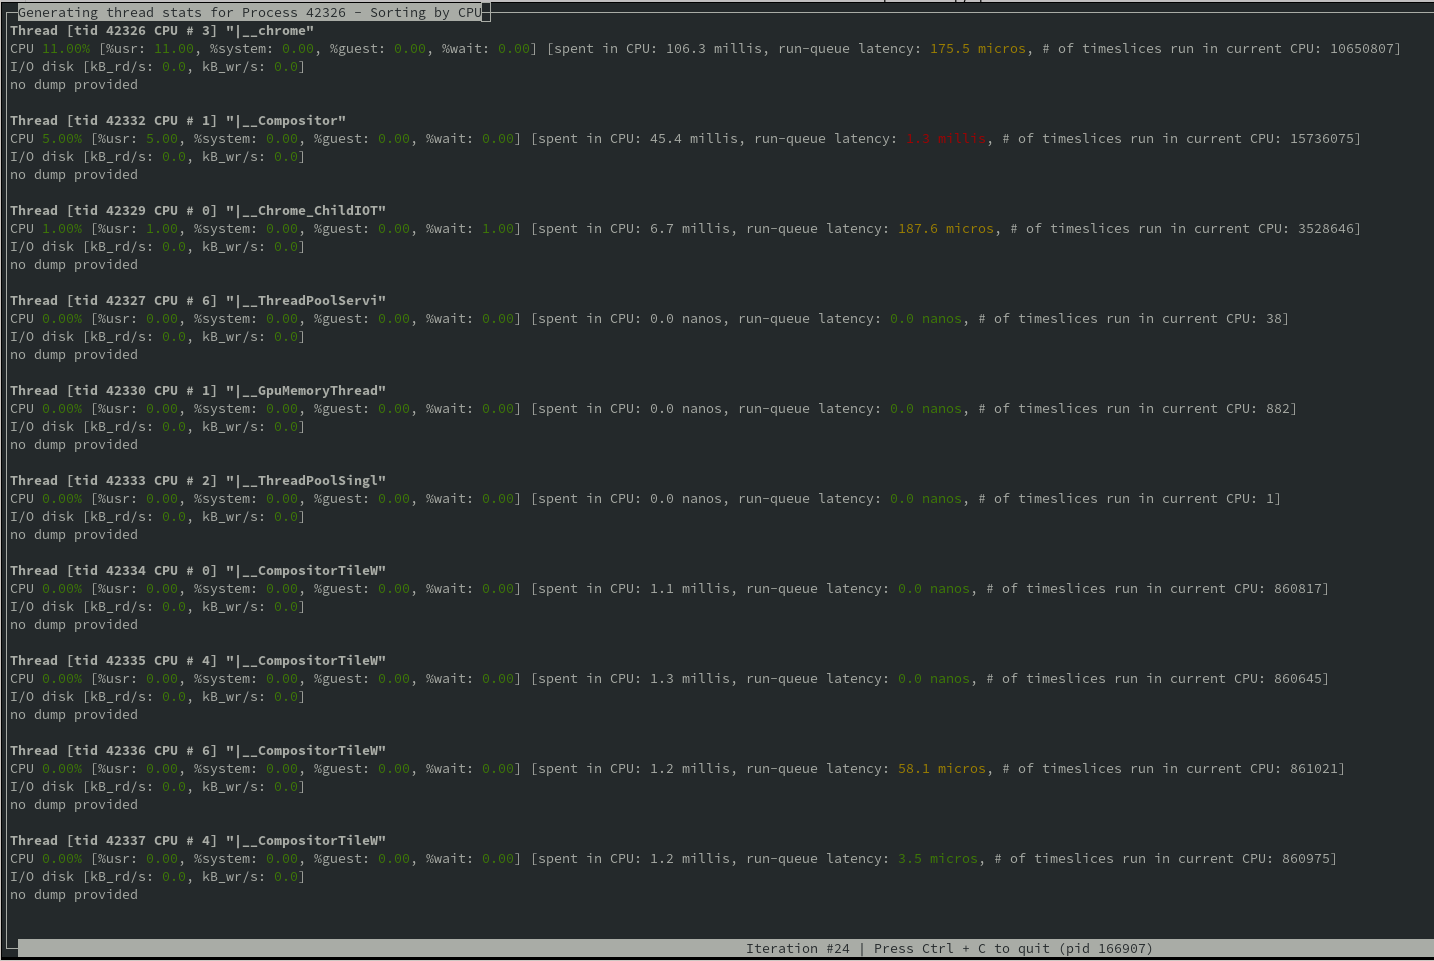 Generating thread stats for Process 42326 - Sorting by CPU
Thread [tid 42326 CPU # 3] "|__chrome"
CPU 11.00% [%usr: 11.00, %system: 0.00, %guest: 0.00, %wait: 0.00] [spent in CPU: 106.3 millis, run-queue latency: 175.5 micros, # of timeslices run in current CPU: 10650807]
I/O disk [kB_rd/s: 0.0, kB_wr/s: 0.0]
no dump provided
Thread [tid 42332 CPU # 1] "|__Compositor"
CPU 5.00% [%usr: 5.00, %system: 0.00, %guest: 0.00, %wait: 0.00] [spent in CPU: 45.4 millis, run-queue latency: 1.3 millis, # of timeslices run in current CPU: 15736075]
I/O disk [kB_rd/s: 0.0, kB_wr/s: 0.0]
no dump provided
Thread [tid 42329 CPU # 0] "|__Chrome_ChildIOT"
CPU 1.00% [%usr: 1.00, %system: 0.00, %guest: 0.00, %wait: 1.00] [spent in CPU: 6.7 millis, run-queue latency: 187.6 micros, # of timeslices run in current CPU: 3528646]
I/O disk [kB_rd/s: 0.0, kB_wr/s: 0.0]
no dump provided
Thread [tid 42327 CPU # 6] "|__ThreadPoolServi"
CPU 0.00% [%usr: 0.00, %system: 0.00, %guest: 0.00, %wait: 0.00] [spent in CPU: 0.0 nanos, run-queue latency: 0.0 nanos, # of timeslices run in current CPU: 38]
I/O disk [kB_rd/s: 0.0, kB_wr/s: 0.0]
no dump provided
Thread [tid 42330 CPU # 1] "|__GpuMemoryThread"
CPU 0.00% [%usr: 0.00, %system: 0.00, %guest: 0.00, %wait: 0.00] [spent in CPU: 0.0 nanos, run-queue latency: 0.0 nanos, # of timeslices run in current CPU: 882]
I/O disk [kB_rd/s: 0.0, kB_wr/s: 0.0]
no dump provided
Thread [tid 42333 CPU # 2] "|__ThreadPoolSingl"
CPU 0.00% [%usr: 0.00, %system: 0.00, %guest: 0.00, %wait: 0.00] [spent in CPU: 0.0 nanos, run-queue latency: 0.0 nanos, # of timeslices run in current CPU: 1]
I/O disk [kB_rd/s: 0.0, kB_wr/s: 0.0]
no dump provided
Thread [tid 42334 CPU # 0] "|__CompositorTileW"
CPU 0.00% [%usr: 0.00, %system: 0.00, %guest: 0.00, %wait: 0.00] [spent in CPU: 1.1 millis, run-queue latency: 0.0 nanos, # of timeslices run in current CPU: 860817]
I/O disk [kB_rd/s: 0.0, kB_wr/s: 0.0]
no dump provided
Thread [tid 42335 CPU # 4] "|__CompositorTileW"
CPU 0.00% [%usr: 0.00, %system: 0.00, %guest: 0.00, %wait: 0.00] [spent in CPU: 1.3 millis, run-queue latency: 0.0 nanos, # of timeslices run in current CPU: 860645]
I/O disk [kB_rd/s: 0.0, kB_wr/s: 0.0]
no dump provided
Thread [tid 42336 CPU # 6] "|__CompositorTileW"
CPU 0.00% [%usr: 0.00, %system: 0.00, %guest: 0.00, %wait: 0.00] [spent in CPU: 1.2 millis, run-queue latency: 58.1 micros, # of timeslices run in current CPU: 861021]
I/O disk [kB_rd/s: 0.0, kB_wr/s: 0.0]
no dump provided
Thread [tid 42337 CPU # 4] "|__CompositorTileW"
CPU 0.00% [%usr: 0.00, %system: 0.00, %guest: 0.00, %wait: 0.00] [spent in CPU: 1.2 millis, run-queue latency: 3.5 micros, # of timeslices run in current CPU: 860975]
I/O disk [kB_rd/s: 0.0, kB_wr/s: 0.0]
no dump provided
Iteration #24 | Press Ctrl + C to quit (pid 166907)